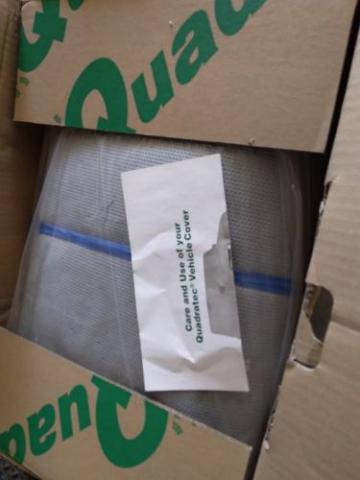 Quad
Care and Use of your
Quadratec® Vehicle Cover
Quad